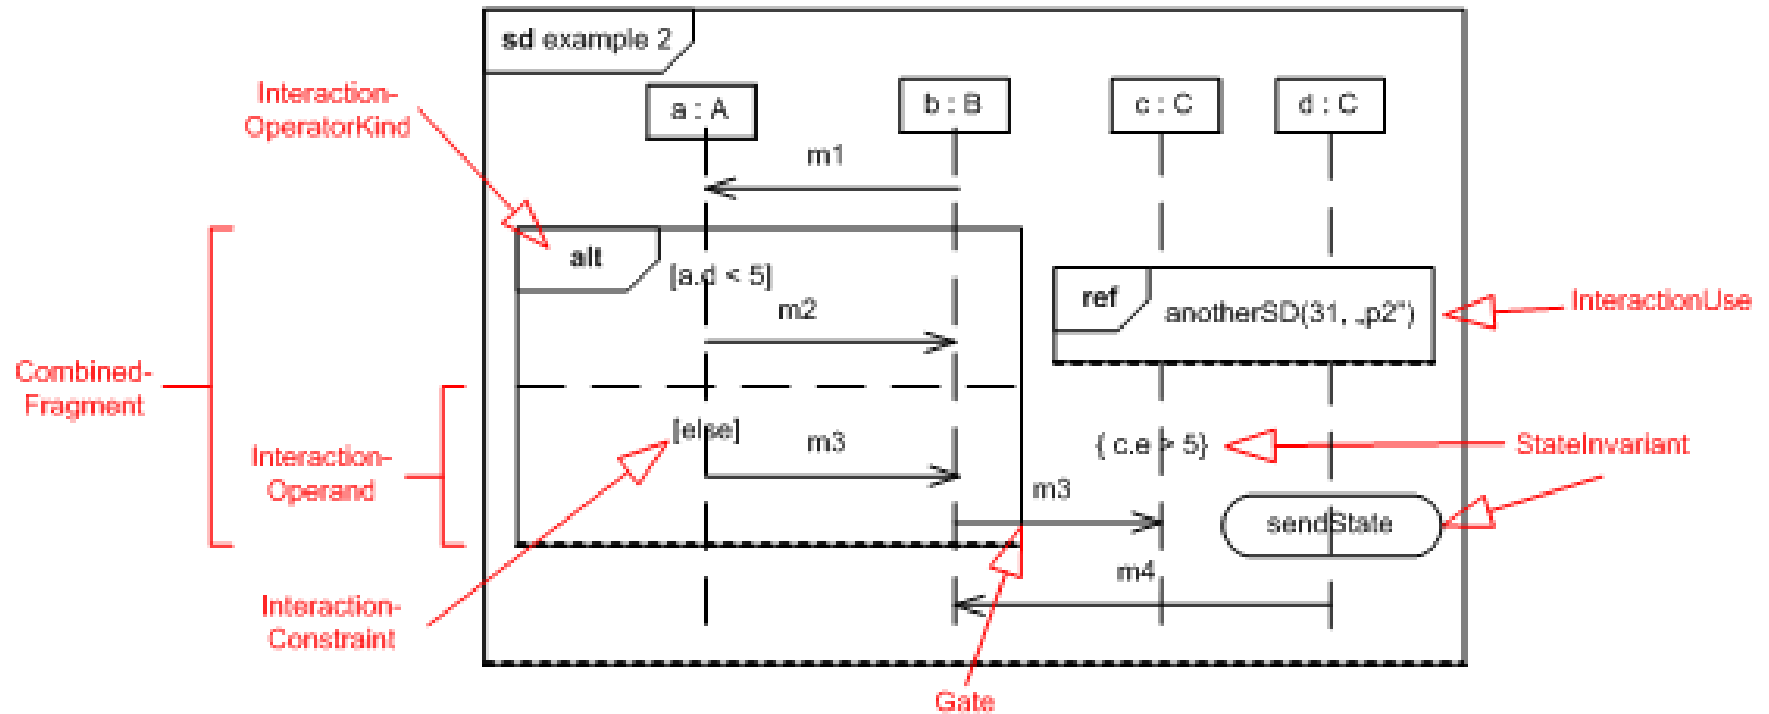 sd example 2
Interaction-
OperatorKind
a : A
b : B
c : C
d : C
m1
alt
[a.d < 5]
m2
ref
anotherSD(31, „p2")
InteractionUse
Combined-
Fragment
[else]
m3
{ c.e > 5}
StateInvariant
Interaction-
Operand
m3
sendState
m4
Interaction-
Constraint
Gate